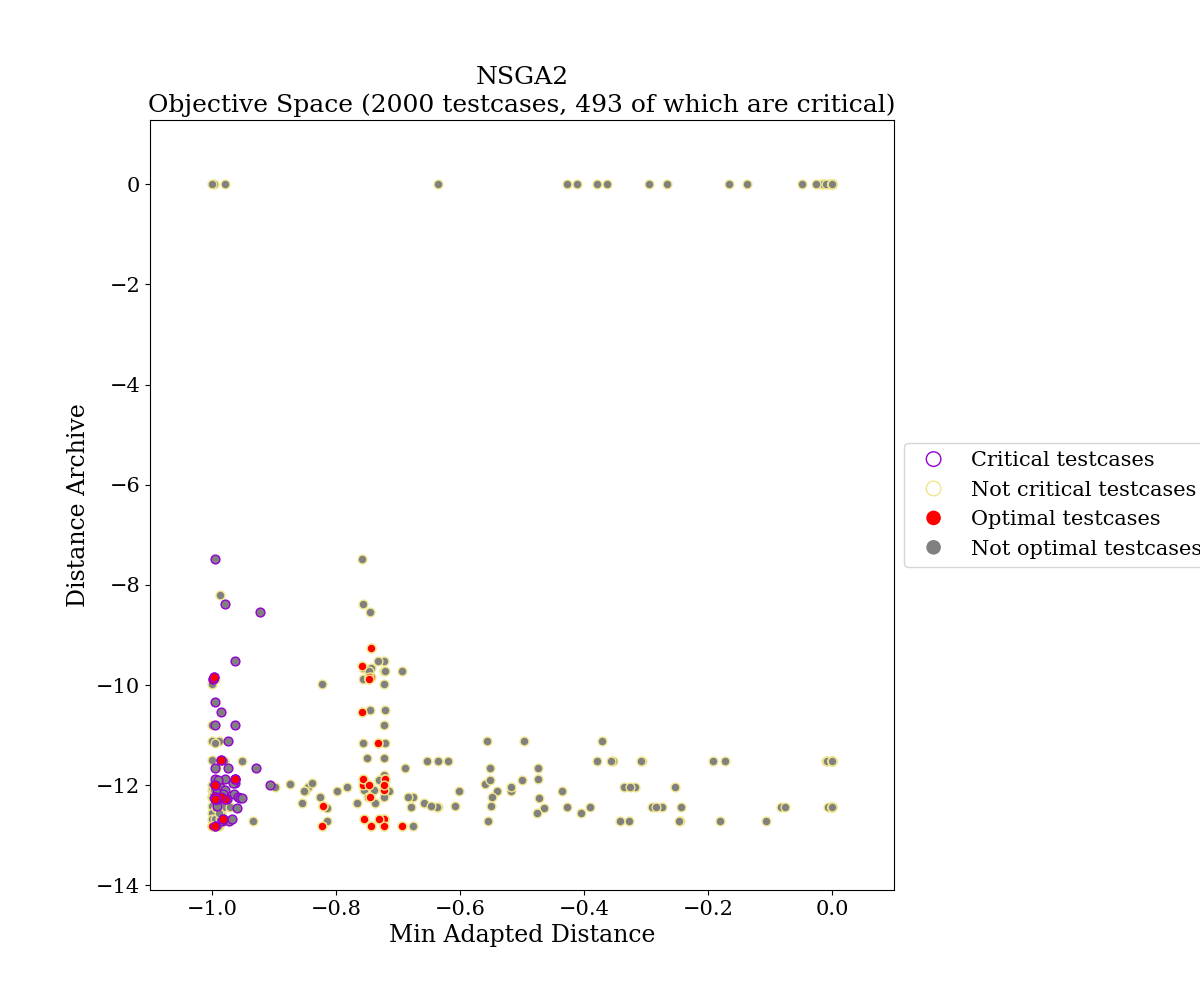 NSGA2
Objective Space (2000 testcases, 493 of which are critical)
0
−2
−4
−6
−8
−10
−12
−14
Distance Archive
−1.0
−0.8
−0.6
−0.4
−0.2
0.0
Min Adapted Distance
Critical testcases
Not critical testcases
Optimal testcases
Not optimal testcases